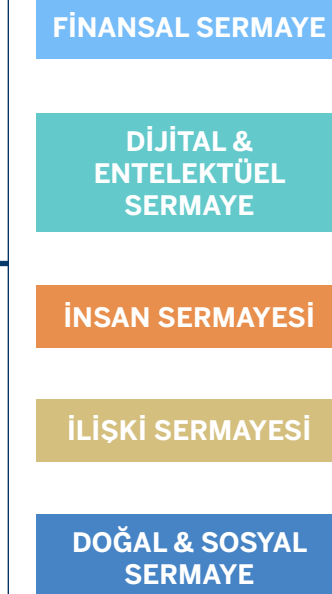 FİNANSAL SERMAYE
DİJİTAL &
ENTELEKTÜEL
SERMAYE
İNSAN SERMAYESİ
İLİŞKİ SERMAYESİ
DOĞAL & SOSYAL
SERMAYE